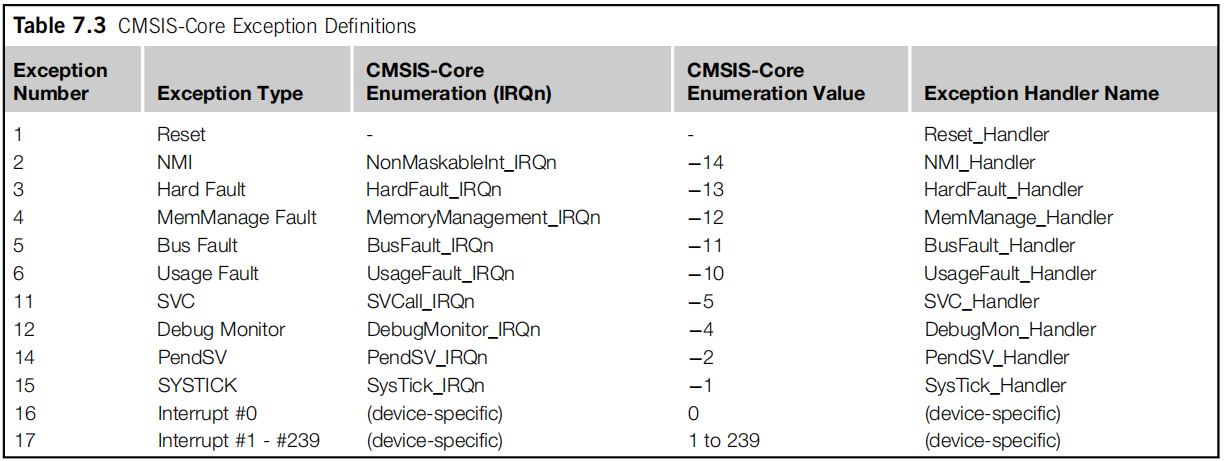 Table 7.3 CMSIS-Core Exception Definitions
Exception Number Exception Type CMSIS-Core Enumeration (IRQn) CMSIS-Core Enumeration Value Exception Handler Name
1 Reset - - Reset_Handler
2 NMI NonMaskableInt_IRQn −14 NMI_Handler
3 Hard Fault HardFault_IRQn −13 HardFault_Handler
4 MemManage Fault MemoryManagement_IRQn −12 MemManage_Handler
5 Bus Fault BusFault_IRQn −11 BusFault_Handler
6 Usage Fault UsageFault_IRQn −10 UsageFault_Handler
11 SVC SVCall_IRQn −5 SVC_Handler
12 Debug Monitor DebugMonitor_IRQn −4 DebugMon_Handler
14 PendSV PendSV_IRQn −2 PendSV_Handler
15 SYSTICK SysTick_IRQn −1 SysTick_Handler
16 Interrupt #0 (device-specific) 0 (device-specific)
17 Interrupt #1 - #239 (device-specific) 1 to 239 (device-specific)